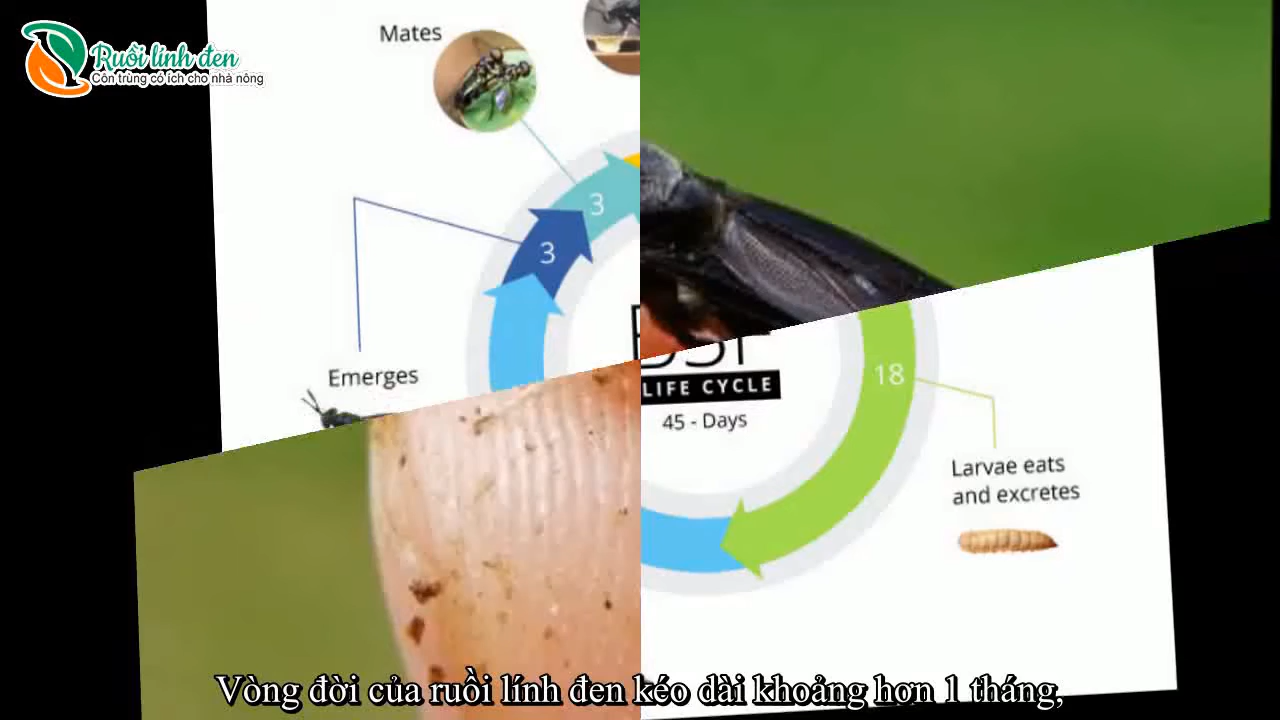 Ruồi lính đen
Côn trùng có ích cho nhà nông
Mates
3
3
Emerges
LIFE CYCLE
45 - Days
18
Larvae eats
and excretes
Vòng đời của ruồi lính đen kéo dài khoảng hơn 1 tháng,